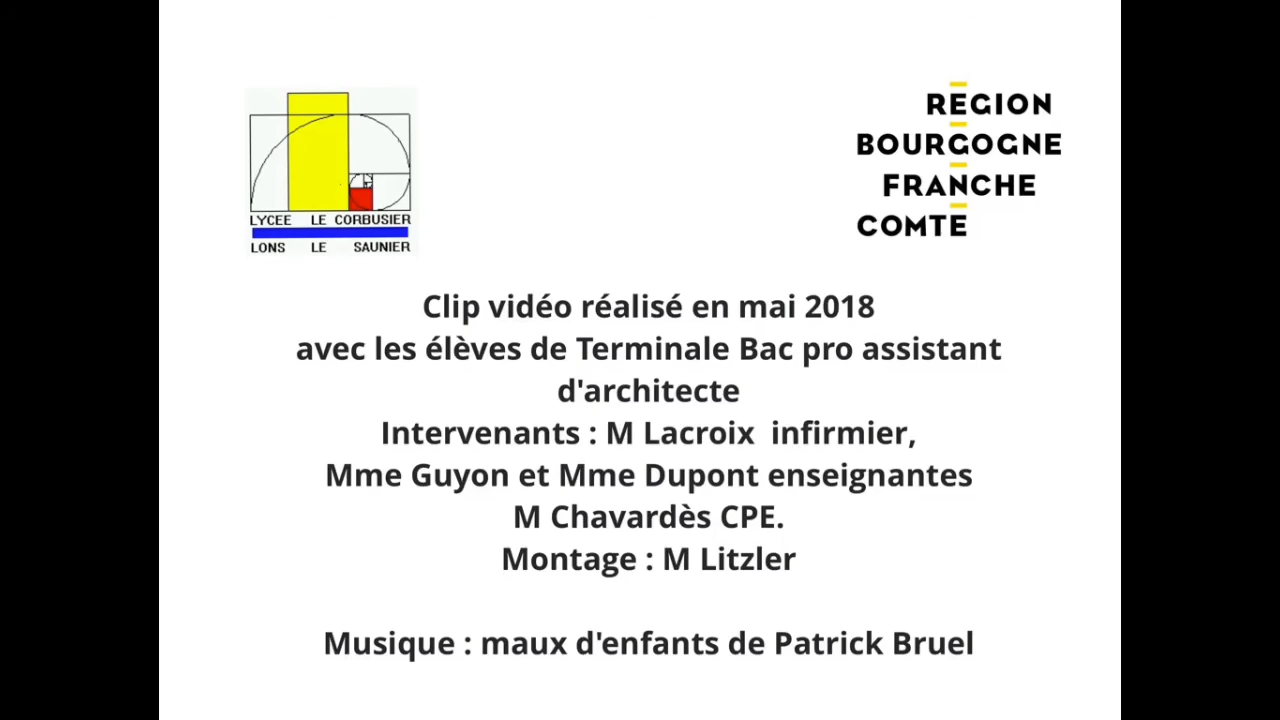 LYCEE LE CORBUSIER
LONS LE SAUNIER
REGION
BOURGOGNE
FRANCHE
COMTE
Clip vidéo réalisé en mai 2018
avec les élèves de Terminale Bac pro assistant
d'architecte
Intervenants : M Lacroix  infirmier,
Mme Guyon et Mme Dupont enseignantes
M Chavardès CPE.
Montage : M Litzler
Musique : maux d'enfants de Patrick Bruel